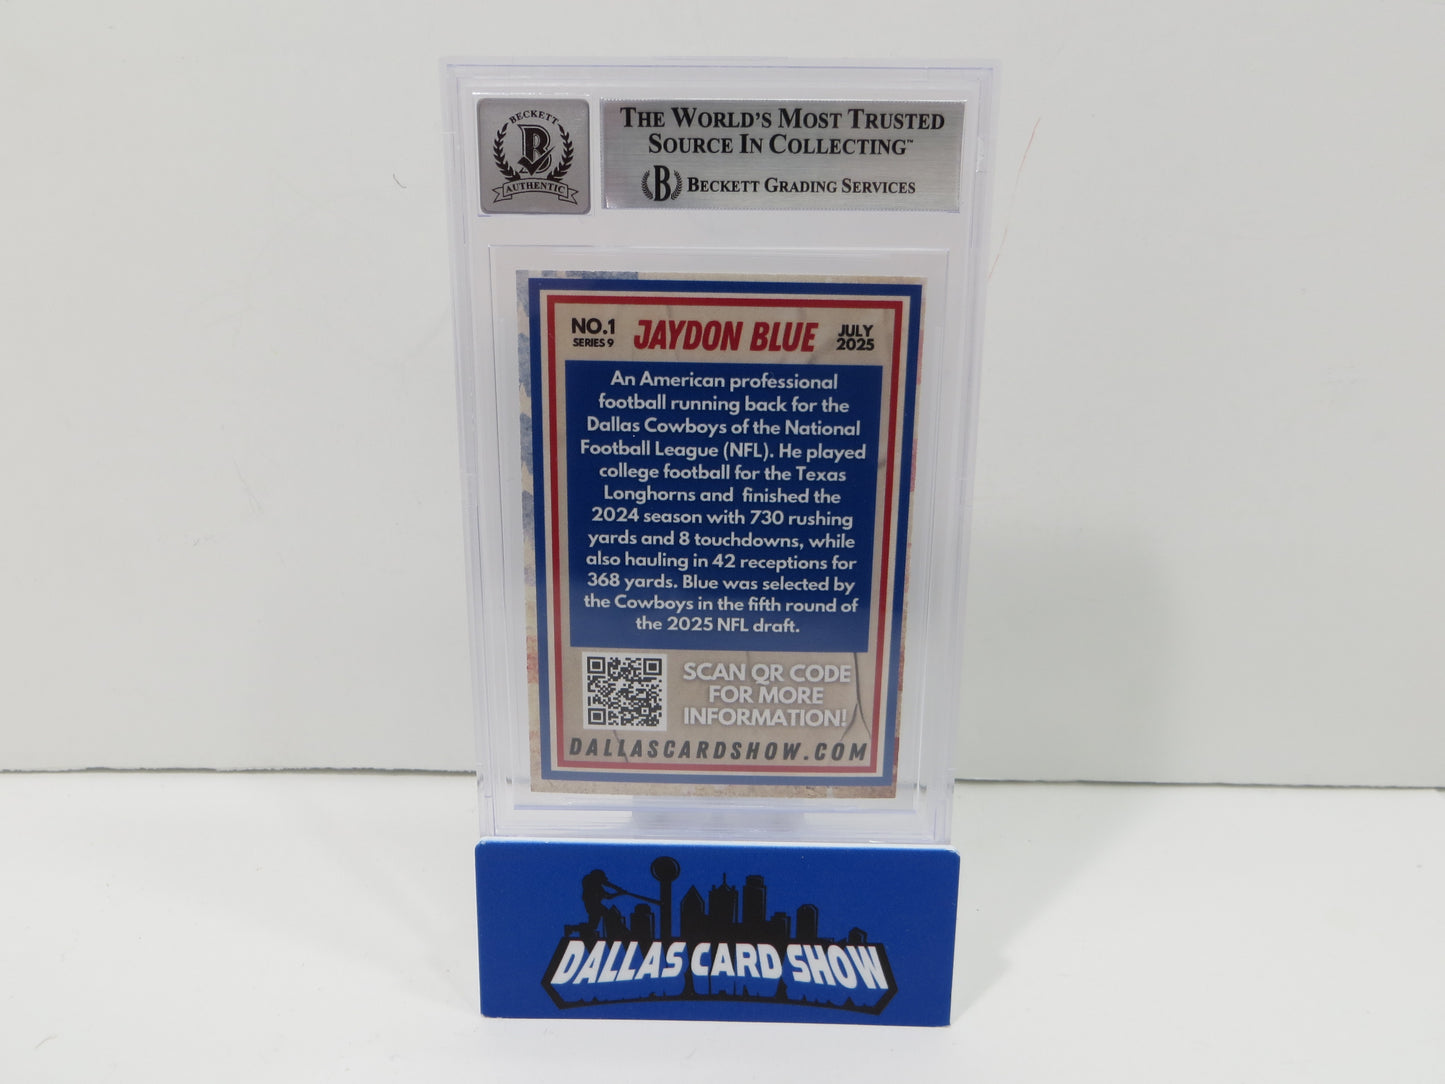 BECKETT
B
AUTHENTIC
THE WORLD'S MOST TRUSTED
SOURCE IN COLLECTING™
B BECKETT GRADING SERVICES
NO.1
SERIES 9
JAYDON BLUE
JULY
2025
An American professional
football running back for the
Dallas Cowboys of the National
Football League (NFL). He played
college football for the Texas
Longhorns and finished the
2024 season with 730 rushing
yards and 8 touchdowns, while
also hauling in 42 receptions for
368 yards. Blue was selected by
the Cowboys in the fifth round of
the 2025 NFL draft.
SCAN QR CODE
FOR MORE
INFORMATION!
DALLASCARDSHOW.COM
DALLAS CARD SHOW